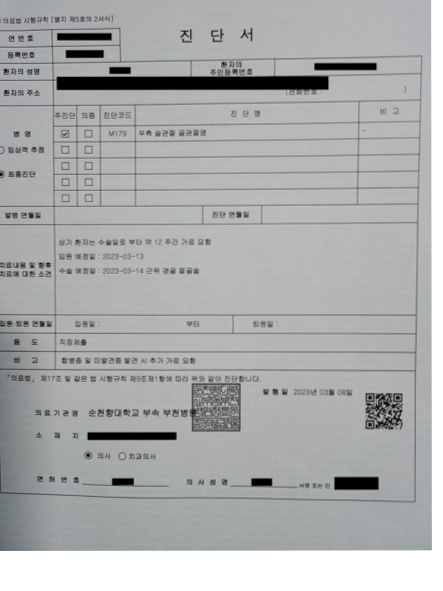 의료법 시행규칙 [별지 제5호의 2서식]
진 단 서
연 번 호
등록번호
환자의 성명
환자의
주민등록번호
환자의 주소
(전화번호 : )
병 명
주진단 의증 진단코드 진 단 명 비 고
☑ ☐ M179 우측 슬관절 골관절염 -
임상적 추정
최종진단
발병 연월일 진단 연월일
치료내용 및 향후
치료에 대한 소견
상기 환자는 수술일로 부터 약 12 주간 가료 요함
입원 예정일 : 2023-03-13
수술 예정일 : 2023-03-14 근위 경골 절골술
입원·퇴원 연월일 입원일 : 부터 퇴원일 :
용 도 직장제출
비 고 합병증 및 미발견증 발견 시 추가 가료 요함
「의료법」 제17조 및 같은 법 시행규칙 제9조제1항에 따라 위와 같이 진단합니다.
발 행 일 2023년 03월 08일
의 료 기 관 명 순천향대학교 부속 부천병원
소 재 지
의사 치과의사
면 허 번 호 의 사 성 명 서명 또는 인